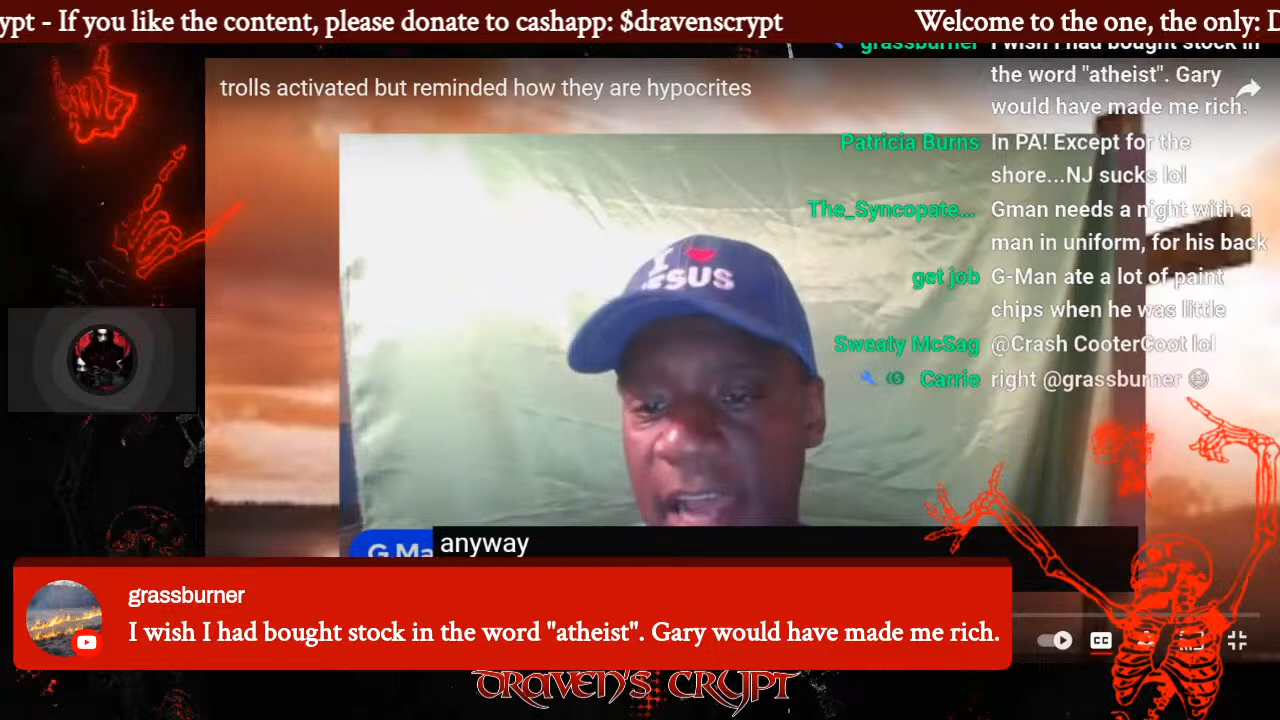 ypt - If you like the content, please donate to cashapp: $dravenscrypt
Welcome to the one, the only: D
trolls activated but reminded how they are hypocrites
grassburner I wish I had bought stock in
the word "atheist". Gary
would have made me rich.
Patricia Burns In PA! Except for the
shore...NJ sucks lol
The_Syncopate... Gman needs a night with a
man in uniform, for his back
get job G-Man ate a lot of paint
chips when he was little
Sweaty McSag @Crash CooterCoot lol
Carrie right @grassburner
I ❤ JESUS
G Ma
anyway
grassburner
I wish I had bought stock in the word "atheist". Gary would have made me rich.
CC
DRAVEN'S CRYPT